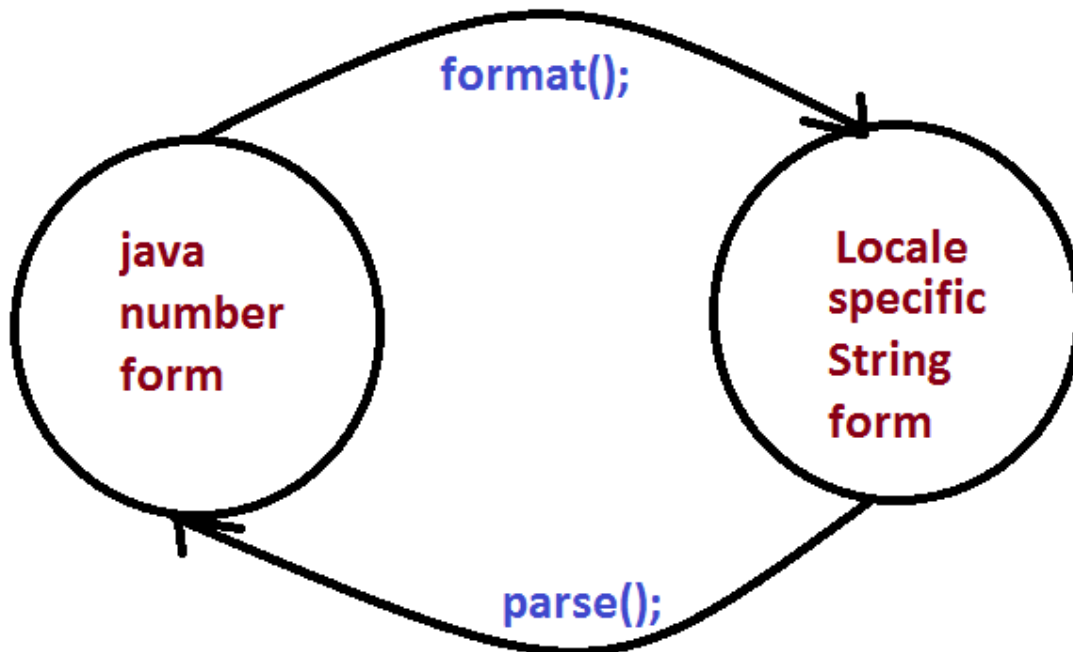 format();
java
number
form
Locale
specific
String
form
parse();